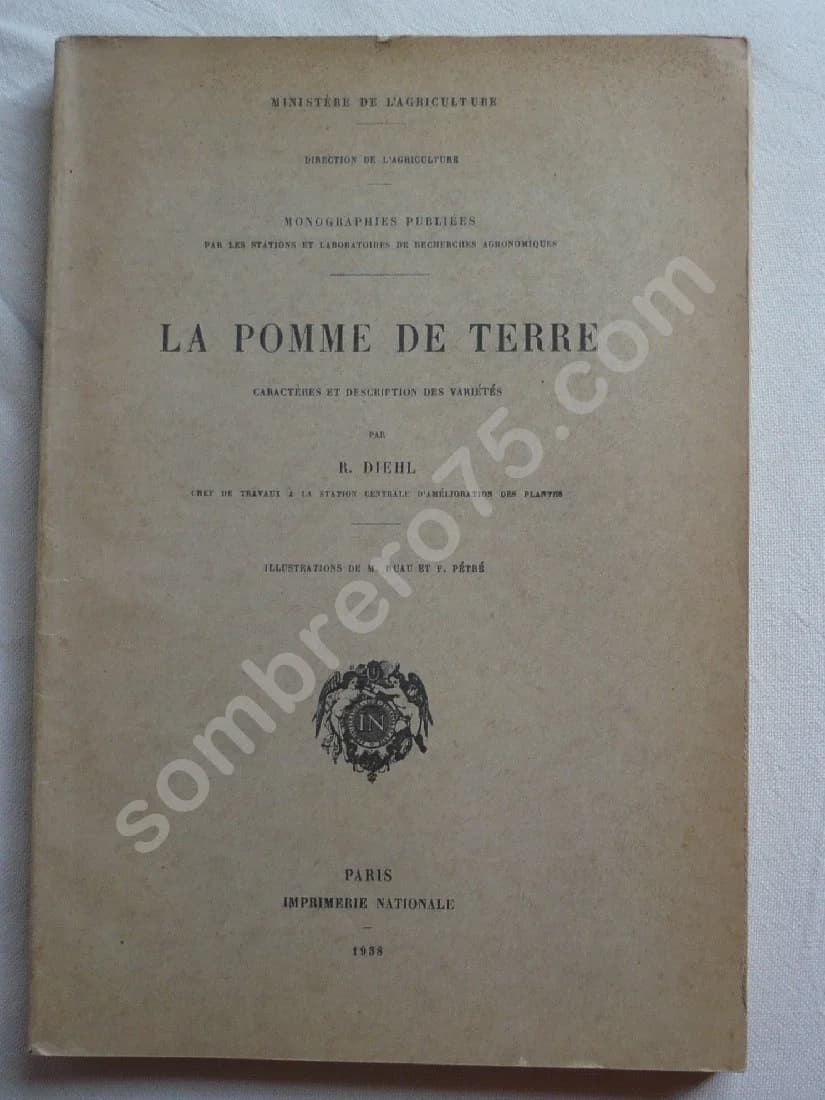 MINISTÈRE DE L'AGRICULTURE
DIRECTION DE L'AGRICULTURE
MONOGRAPHIES PUBLIÉES
PAR LES STATIONS ET LABORATOIRES DE RECHERCHES AGRONOMIQUES
LA POMME DE TERRE
CARACTÈRES ET DESCRIPTION DES VARIÉTÉS
PAR
R. DIEHL
CHEF DE TRAVAUX À LA STATION CENTRALE D'AMÉLIORATION DES PLANTES
ILLUSTRATIONS DE M. ET F. PÉTRÉ
IN
PARIS
IMPRIMERIE NATIONALE
1938
sombrero75.com